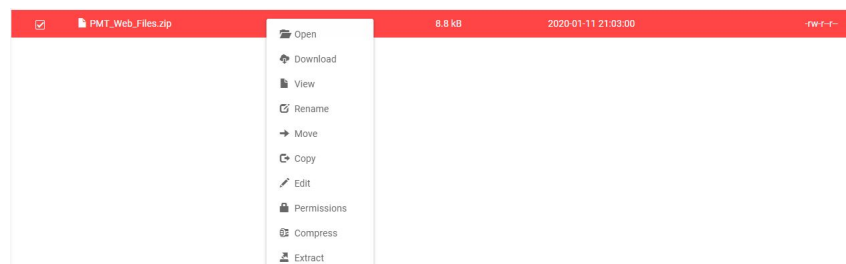 PMT_Web_Files.zip 8.8 kB 2020-01-11 21:03:00 -rw-r--r--
Open
Download
View
Rename
Move
Copy
Edit
Permissions
Compress
Extract